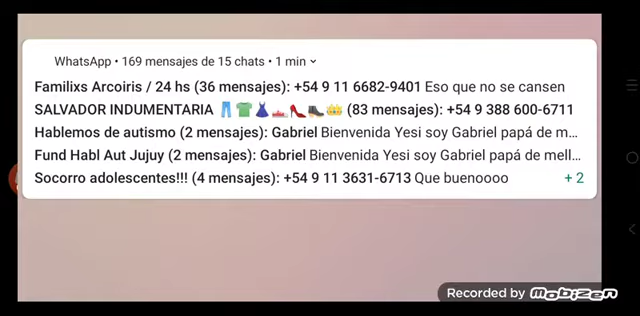 WhatsApp • 169 mensajes de 15 chats • 1 min
Familixs Arcoiris / 24 hs (36 mensajes): +54 9 11 6682-9401 Eso que no se cansen
SALVADOR INDUMENTARIA 👖👕👗👟👠🥾👑 (83 mensajes): +54 9 388 600-6711
Hablemos de autismo (2 mensajes): Gabriel Bienvenida Yesi soy Gabriel papá de m...
Fund Habl Aut Jujuy (2 mensajes): Gabriel Bienvenida Yesi soy Gabriel papá de mell...
Socorro adolescentes!!! (4 mensajes): +54 9 11 3631-6713 Que buenoooo + 2
Recorded by mobizen